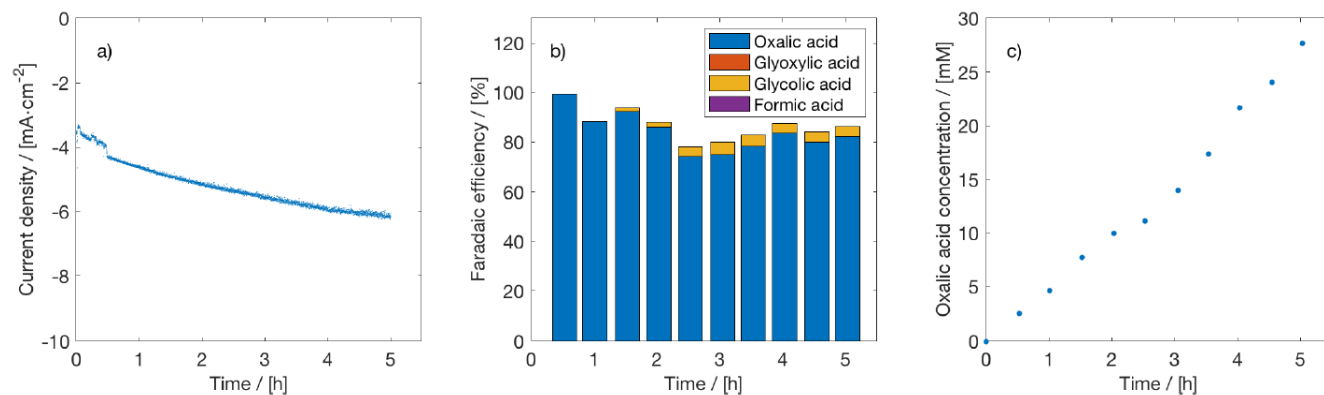 a)
0
-2
-4
-6
-8
-10
0 1 2 3 4 5
Current density / [mA·cm⁻²]
Time / [h]
b)
Oxalic acid
Glyoxylic acid
Glycolic acid
Formic acid
120
100
80
60
40
20
0
0 1 2 3 4 5
Faradaic efficiency / [%]
Time / [h]
c)
30
25
20
15
10
5
0
0 1 2 3 4 5
Oxalic acid concentration / [mM]
Time / [h]